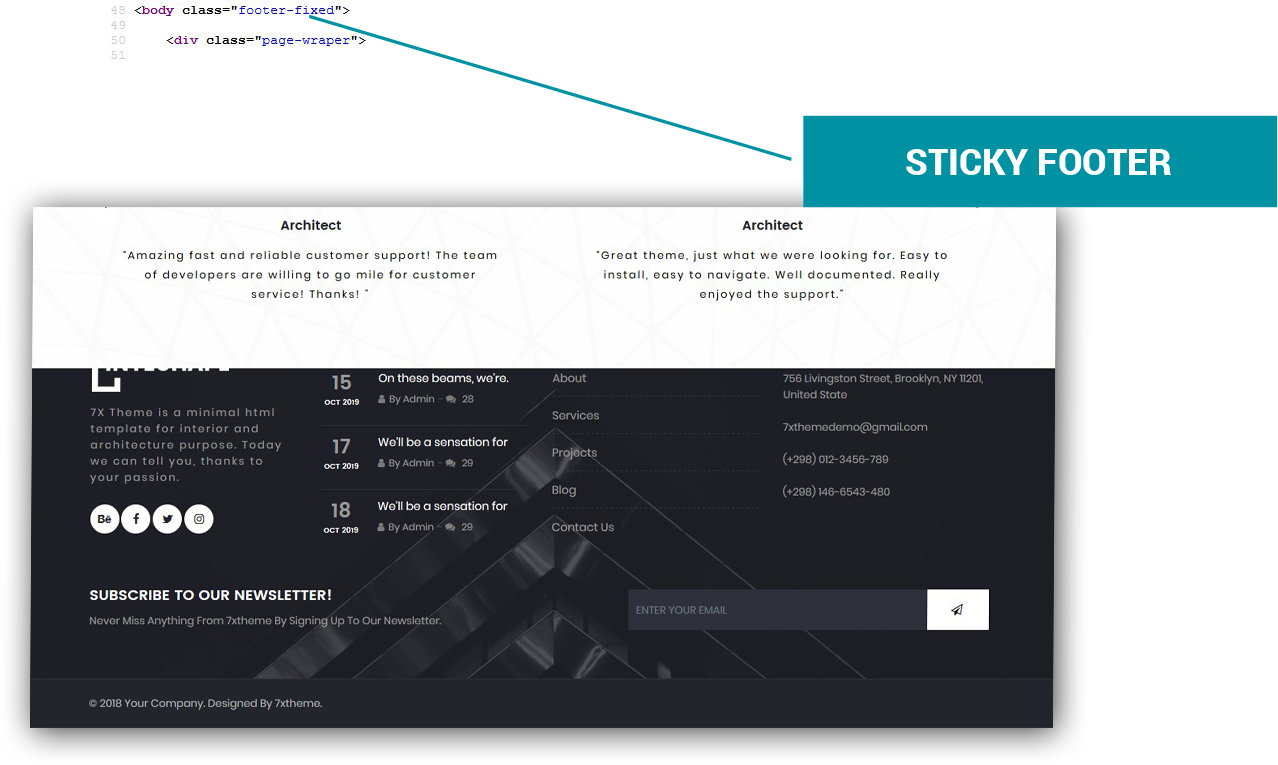 48 <body class="footer-fixed">
49
50 <div class="page-wraper">
51
STICKY FOOTER
Architect
"Amazing fast and reliable customer support! The team
of developers are willing to go mile for customer
service! Thanks! "
Architect
"Great theme, just what we were looking for. Easy to
install, easy to navigate. Well documented. Really
enjoyed the support."
7X Theme is a minimal html
template for interior and
architecture purpose. Today
we can tell you, thanks to
your passion.
Bē
15 On these beams, we're.
OCT 2019 By Admin - 28
17 We'll be a sensation for
OCT 2019 By Admin - 29
18 We'll be a sensation for
OCT 2019 By Admin - 29
About
Services
Projects
Blog
Contact Us
756 Livingston Street, Brooklyn, NY 11201,
United State
7xthemedemo@gmail.com
(+298) 012-3456-789
(+298) 146-6543-480
SUBSCRIBE TO OUR NEWSLETTER!
Never Miss Anything From 7xtheme By Signing Up To Our Newsletter.
ENTER YOUR EMAIL
© 2018 Your Company. Designed By 7xtheme.